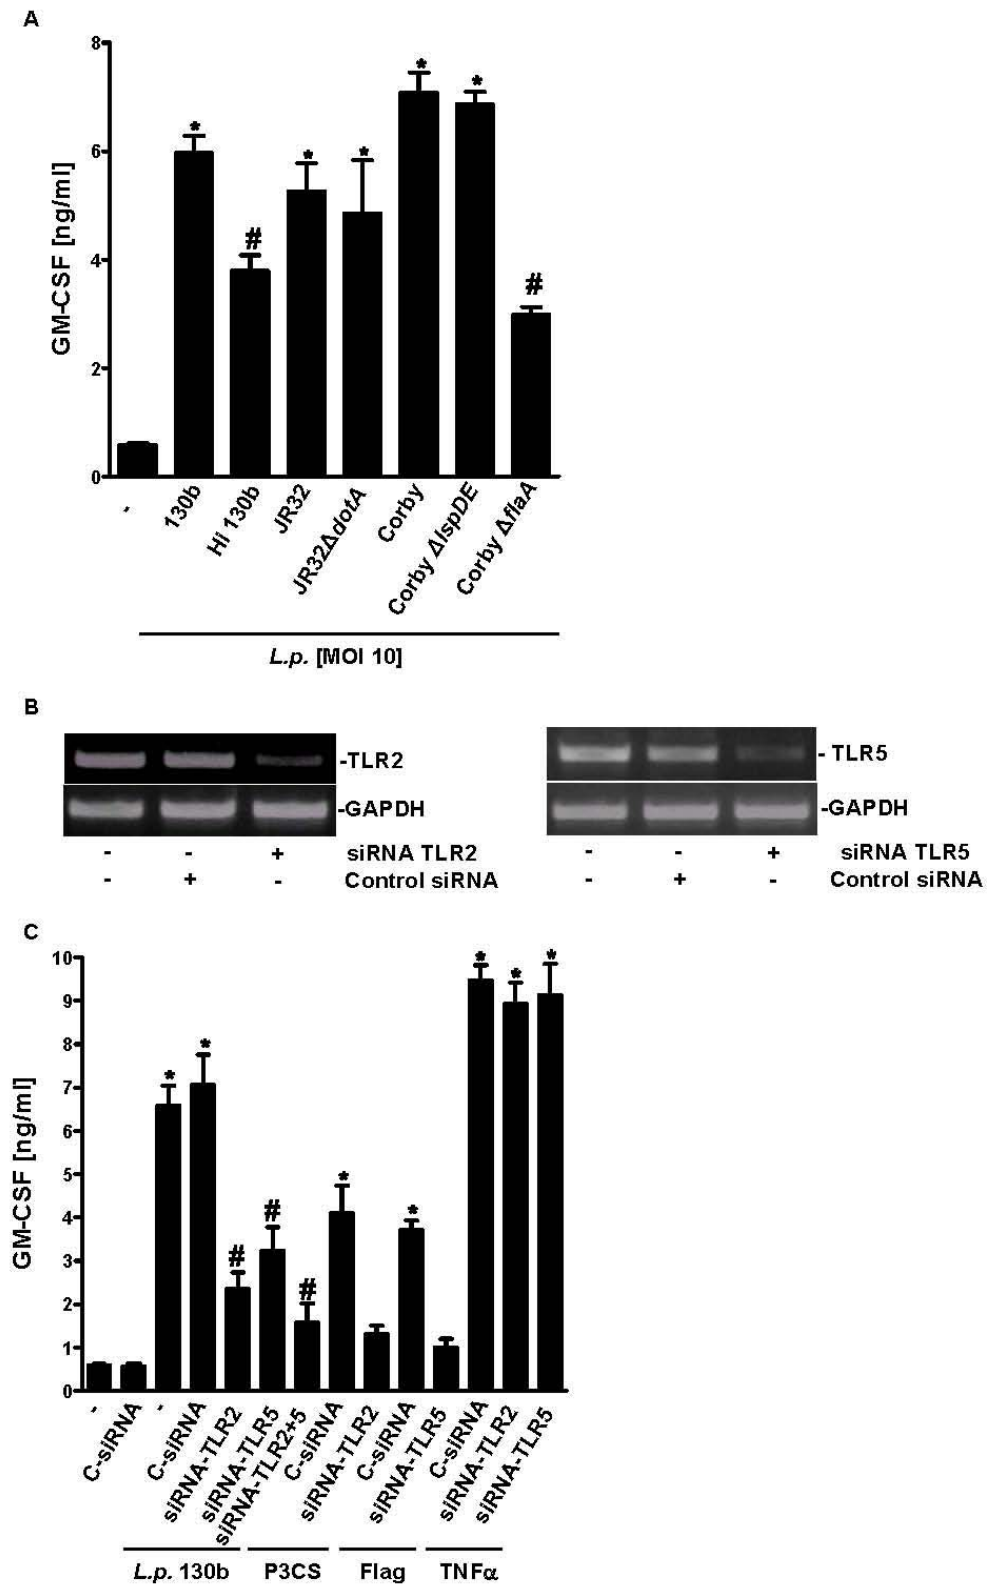 A
GM-CSF [ng/ml]
8
6
4
2
0
* # * * * * #
- 130b Hi 130b JR32 JR32ΔdotA Corby Corby ΔlspDE Corby ΔflaA
L.p. [MOI 10]
B
-TLR2
-GAPDH
- - + siRNA TLR2
- + - Control siRNA
- TLR5
-GAPDH
- - + siRNA TLR5
- + - Control siRNA
C
GM-CSF [ng/ml]
10
9
8
7
6
5
4
3
2
1
0
* * # # # * * * * *
- C-siRNA - C-siRNA siRNA-TLR2 siRNA-TLR5 siRNA-TLR2+5 C-siRNA siRNA-TLR2 C-siRNA siRNA-TLR5 C-siRNA siRNA-TLR2 siRNA-TLR5
L.p. 130b P3CS Flag TNFα